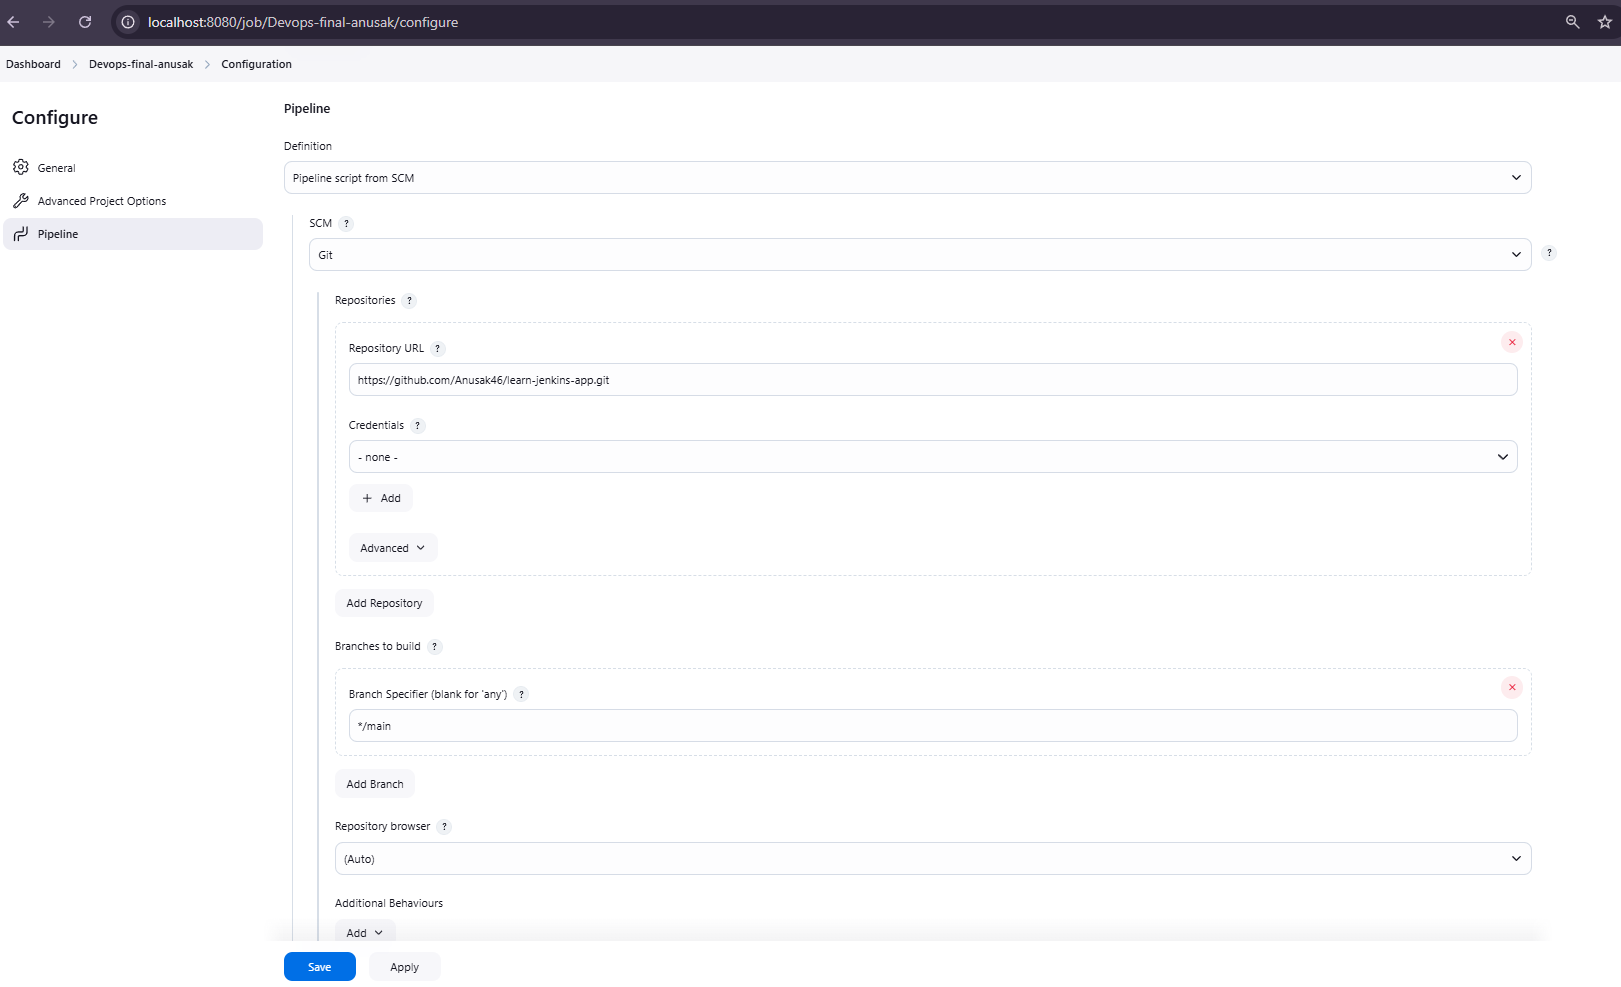 localhost:8080/job/Devops-final-anusak/configure
Dashboard > Devops-final-anusak > Configuration
Configure
General
Advanced Project Options
Pipeline
Pipeline
Definition
Pipeline script from SCM
SCM ?
Git
?
Repositories ?
Repository URL ?
https://github.com/Anusak46/learn-jenkins-app.git
Credentials ?
- none -
+ Add
Advanced
Add Repository
Branches to build ?
Branch Specifier (blank for 'any') ?
*/main
Add Branch
Repository browser ?
(Auto)
Additional Behaviours
Add
Save Apply